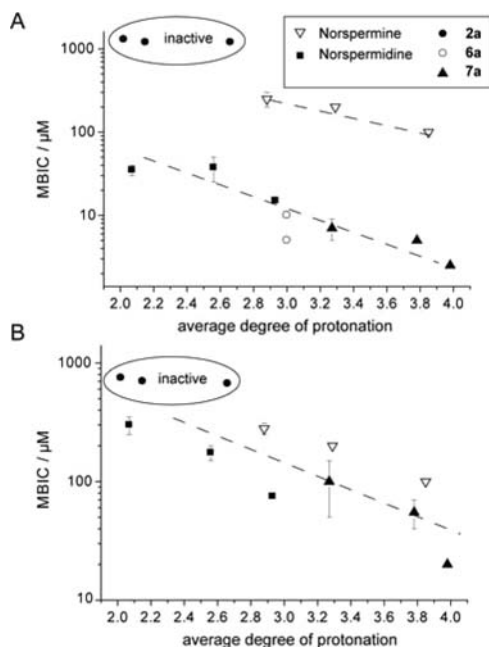 A
inactive
▽ Norspermine ● 2a
■ Norspermidine ○ 6a
▲ 7a
MBIC / µM
1000
100
10
2.0 2.2 2.4 2.6 2.8 3.0 3.2 3.4 3.6 3.8 4.0
average degree of protonation
B
inactive
MBIC / µM
1000
100
10
2.0 2.2 2.4 2.6 2.8 3.0 3.2 3.4 3.6 3.8 4.0
average degree of protonation